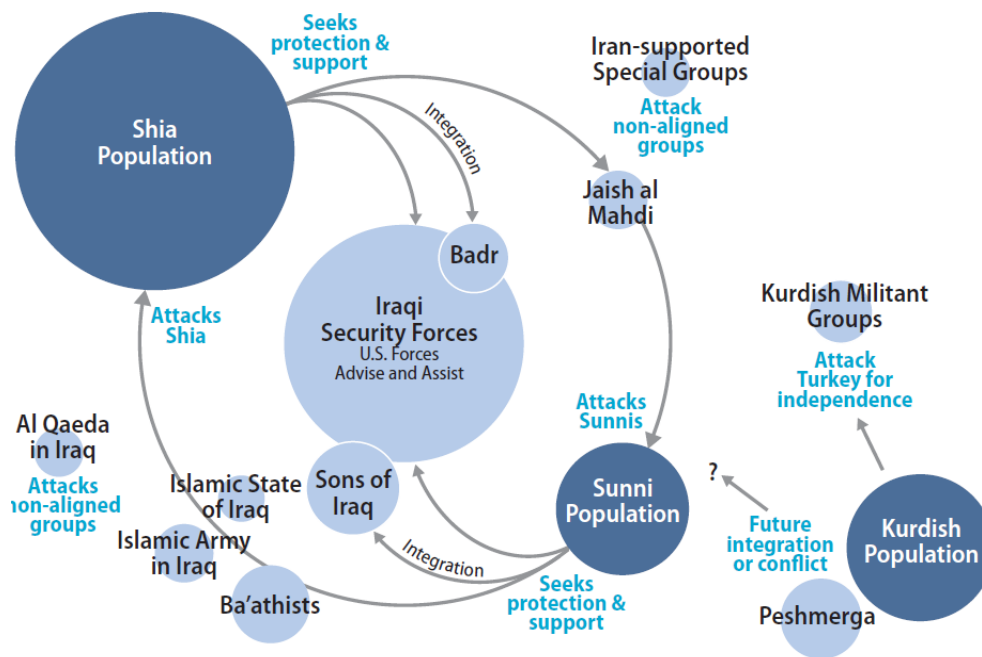 Seeks
protection &
support
Iran-supported
Special Groups
Attack
non-aligned
groups
Shia
Population
Integration
Jaish al
Mahdi
Badr
Kurdish Militant
Groups
Iraqi
Security Forces
U.S. Forces
Advise and Assist
Attacks
Shia
Attack
Turkey for
independence
Attacks
Sunnis
Al Qaeda
in Iraq
Attacks
non-aligned
groups
Islamic State
of Iraq
Sons of
Iraq
Sunni
Population
?
Islamic Army
in Iraq
Integration
Future
integration
or conflict
Kurdish
Population
Ba’athists
Seeks
protection &
support
Peshmerga